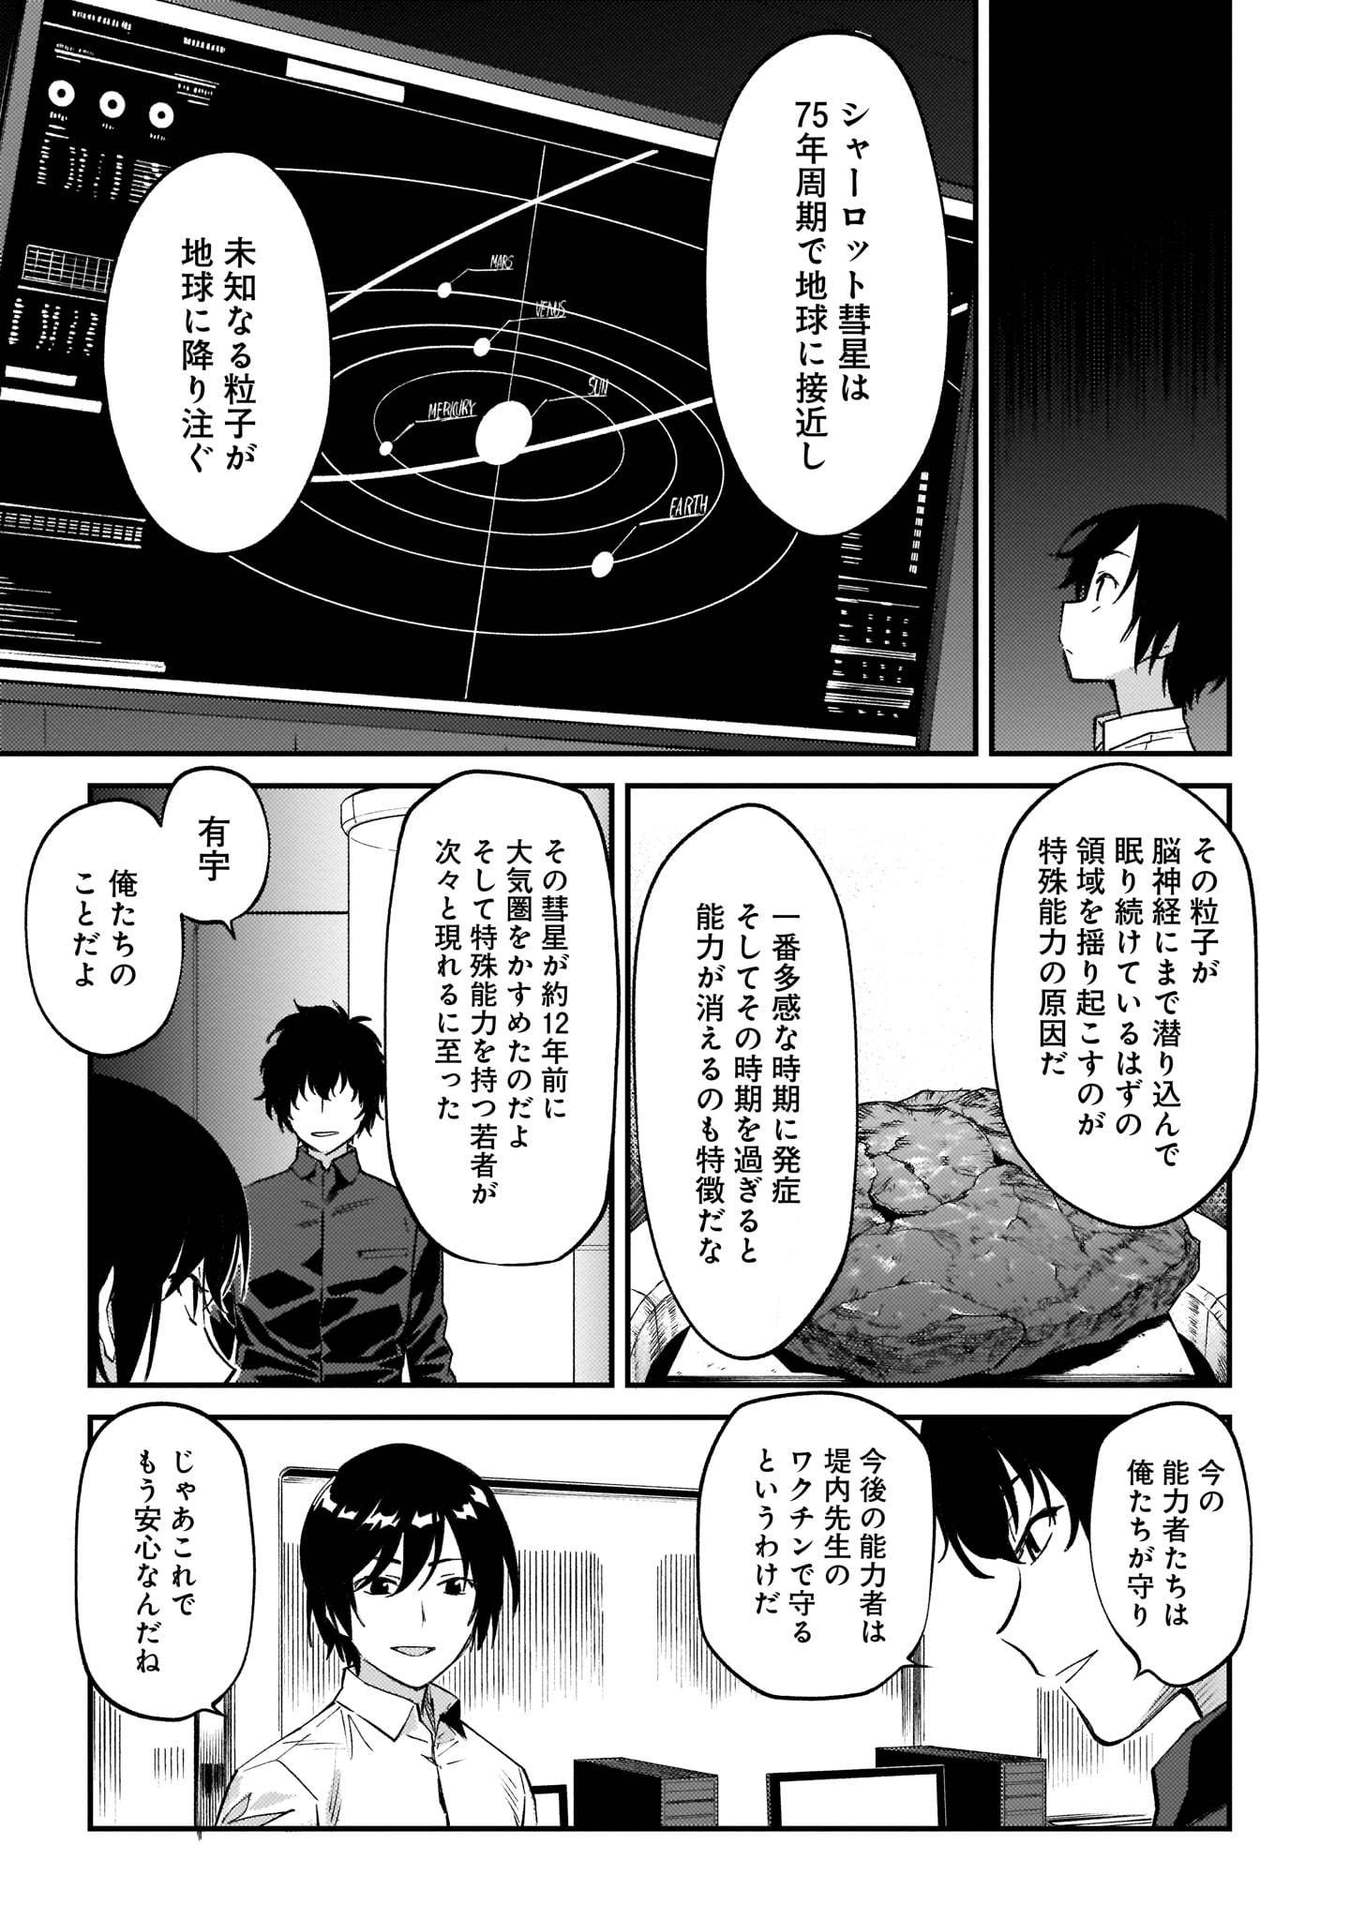 シャーロット彗星は
75年周期で地球に接近し
未知なる粒子が
地球に降り注ぐ
MARS
VENUS
SUN
MERKURY
EARTH
その粒子が
脳神経にまで潜り込んで
眠り続けているはずの
領域を揺り起こすのが
特殊能力の原因だ
一番多感な時期に発症
そしてその時期を過ぎると
能力が消えるのも特徴だな
その彗星が約12年前に
大気圏をかすめたのだよ
そして特殊能力を持つ若者が
次々と現れるに至った
有宇
俺たちの
ことだよ
今の
能力者たちは
俺たちが守り
今後の能力者は
堤内先生の
ワクチンで守る
というわけだ
じゃあこれで
もう安心なんだね